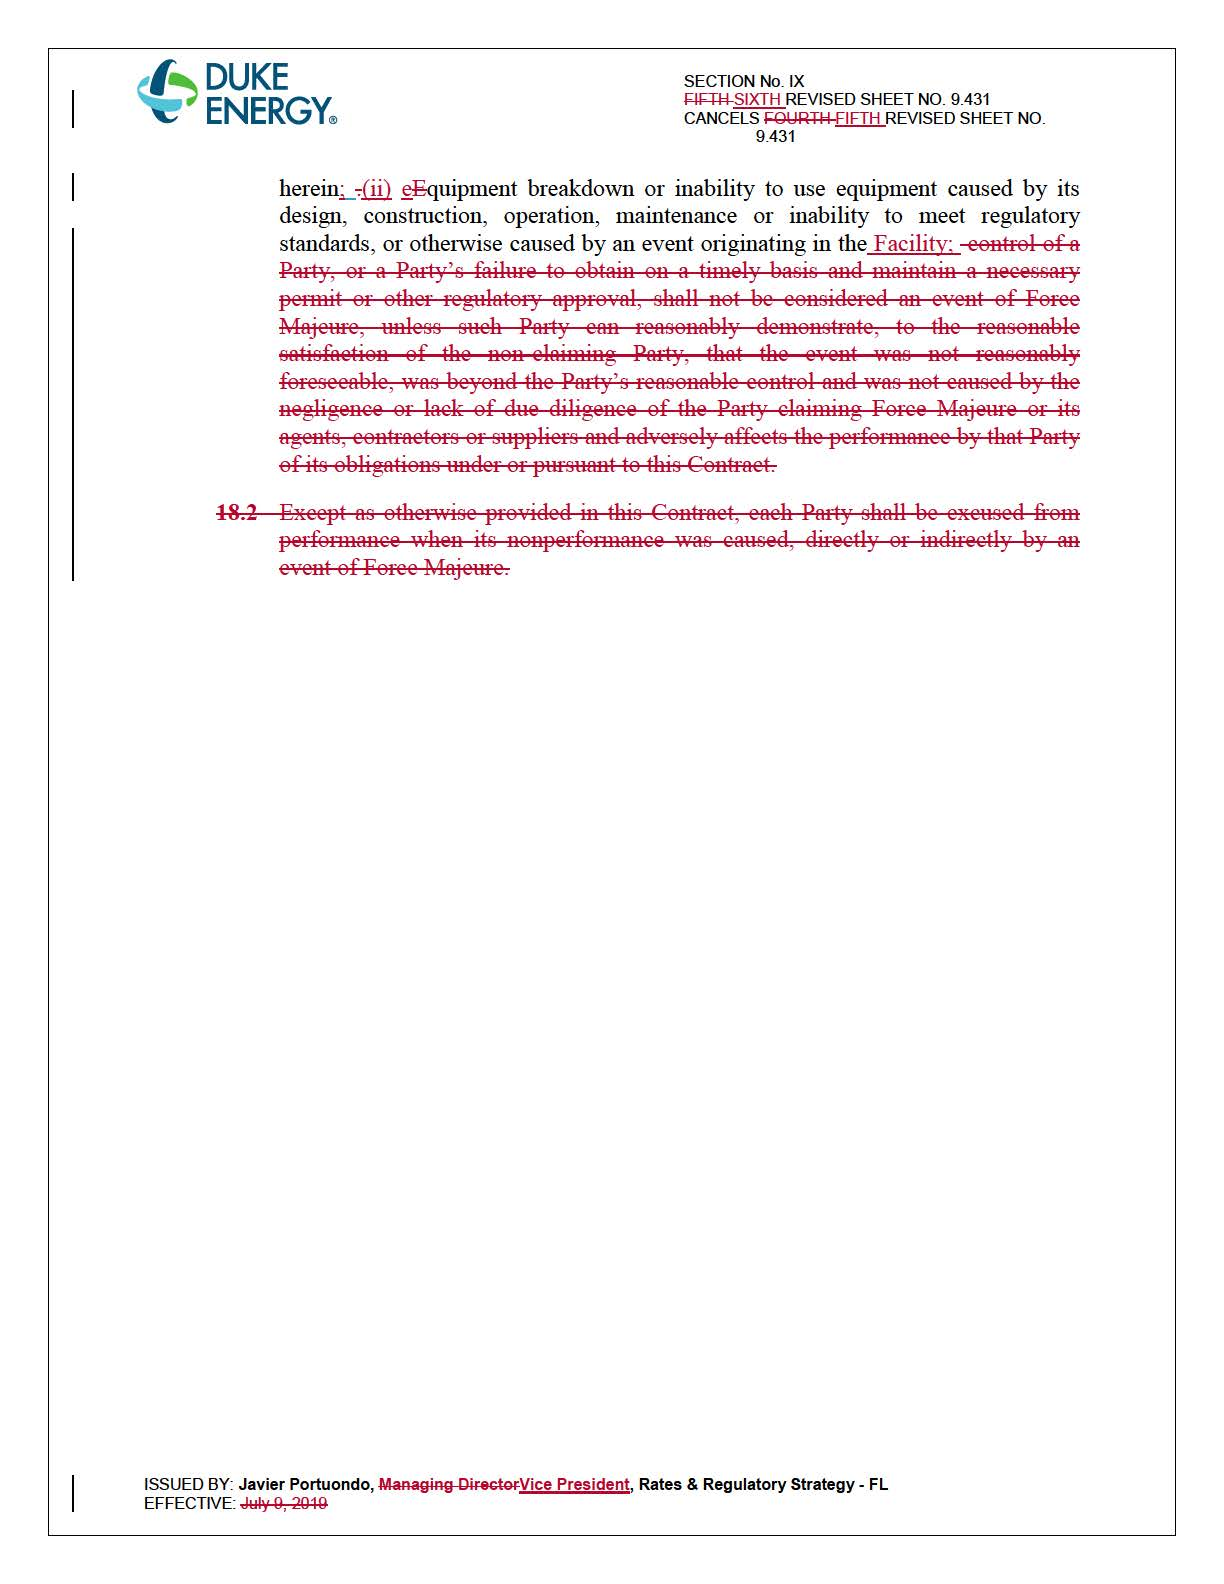 DUKE
ENERGY®
SECTION No. IX
FIFTH SIXTH REVISED SHEET NO. 9.431
CANCELS FOURTH FIFTH REVISED SHEET NO.
9.431
herein; .(ii) eEquipment breakdown or inability to use equipment caused by its
design, construction, operation, maintenance or inability to meet regulatory
standards, or otherwise caused by an event originating in the Facility; control of a
Party, or a Party's failure to obtain on a timely basis and maintain a necessary
permit or other regulatory approval, shall not be considered an event of Force
Majeure, unless such Party can reasonably demonstrate, to the reasonable
satisfaction of the non-claiming Party, that the event was not reasonably
foreseeable, was beyond the Party's reasonable control and was not caused by the
negligence or lack of due diligence of the Party claiming Force Majeure or its
agents, contractors or suppliers and adversely affects the performance by that Party
of its obligations under or pursuant to this Contract.
18.2 Except as otherwise provided in this Contract, each Party shall be excused from
performance when its nonperformance was caused, directly or indirectly by an
event of Force Majeure.
ISSUED BY: Javier Portuondo, Managing DirectorVice President, Rates & Regulatory Strategy - FL
EFFECTIVE: July 9, 2019